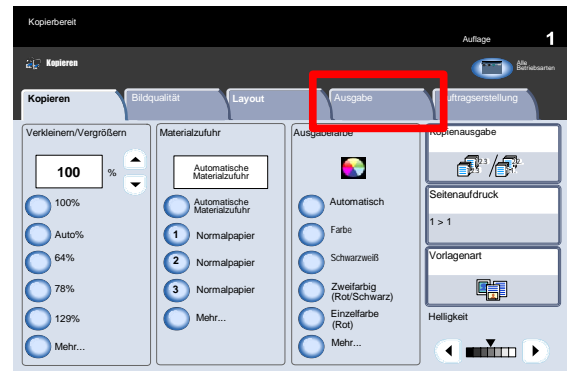 Kopierbereit
Auflage 1
Kopieren
Alle
Betriebsarten
Kopieren Bildqualität Layout Ausgabe uftragserstellung
Verkleinern/Vergrößern
100 %
100%
Auto%
64%
78%
129%
Mehr...
Materialzufuhr
Automatische
Materialzufuhr
Automatische
Materialzufuhr
1 Normalpapier
2 Normalpapier
3 Normalpapier
Mehr...
Ausgabefarbe
Automatisch
Farbe
Schwarzweiß
Zweifarbig
(Rot/Schwarz)
Einzelfarbe
(Rot)
Mehr...
Kopienausgabe
Seitenaufdruck
1 > 1
Vorlagenart
Helligkeit